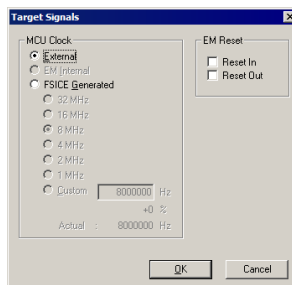 Target Signals
MCU Clock
External
EM Internal
FSICE Generated
32 MHz
16 MHz
8 MHz
4 MHz
2 MHz
1 MHz
Custom 8000000 Hz
+0 %
Actual : 8000000 Hz
EM Reset
Reset In
Reset Out
OK Cancel